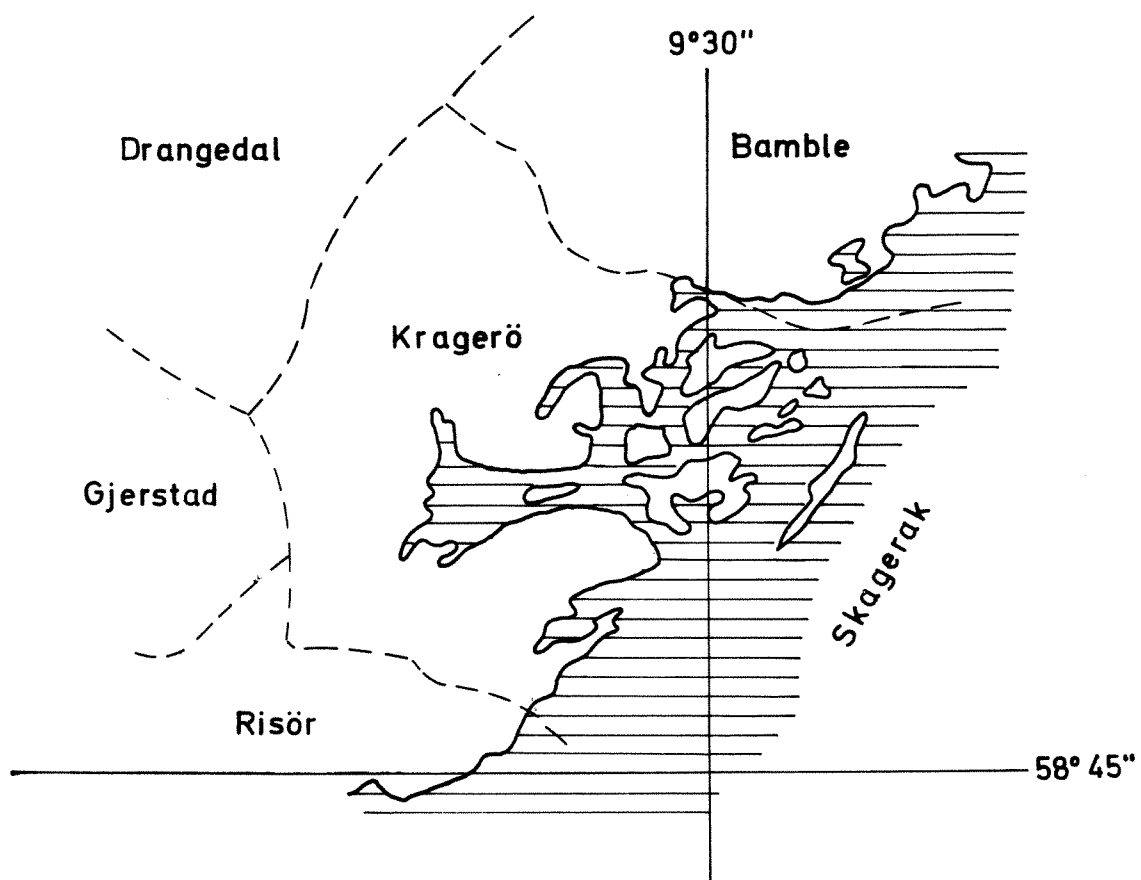 9°30"
Drangedal
Bamble
Kragerö
Gjerstad
Skagerak
Risör
58°45"